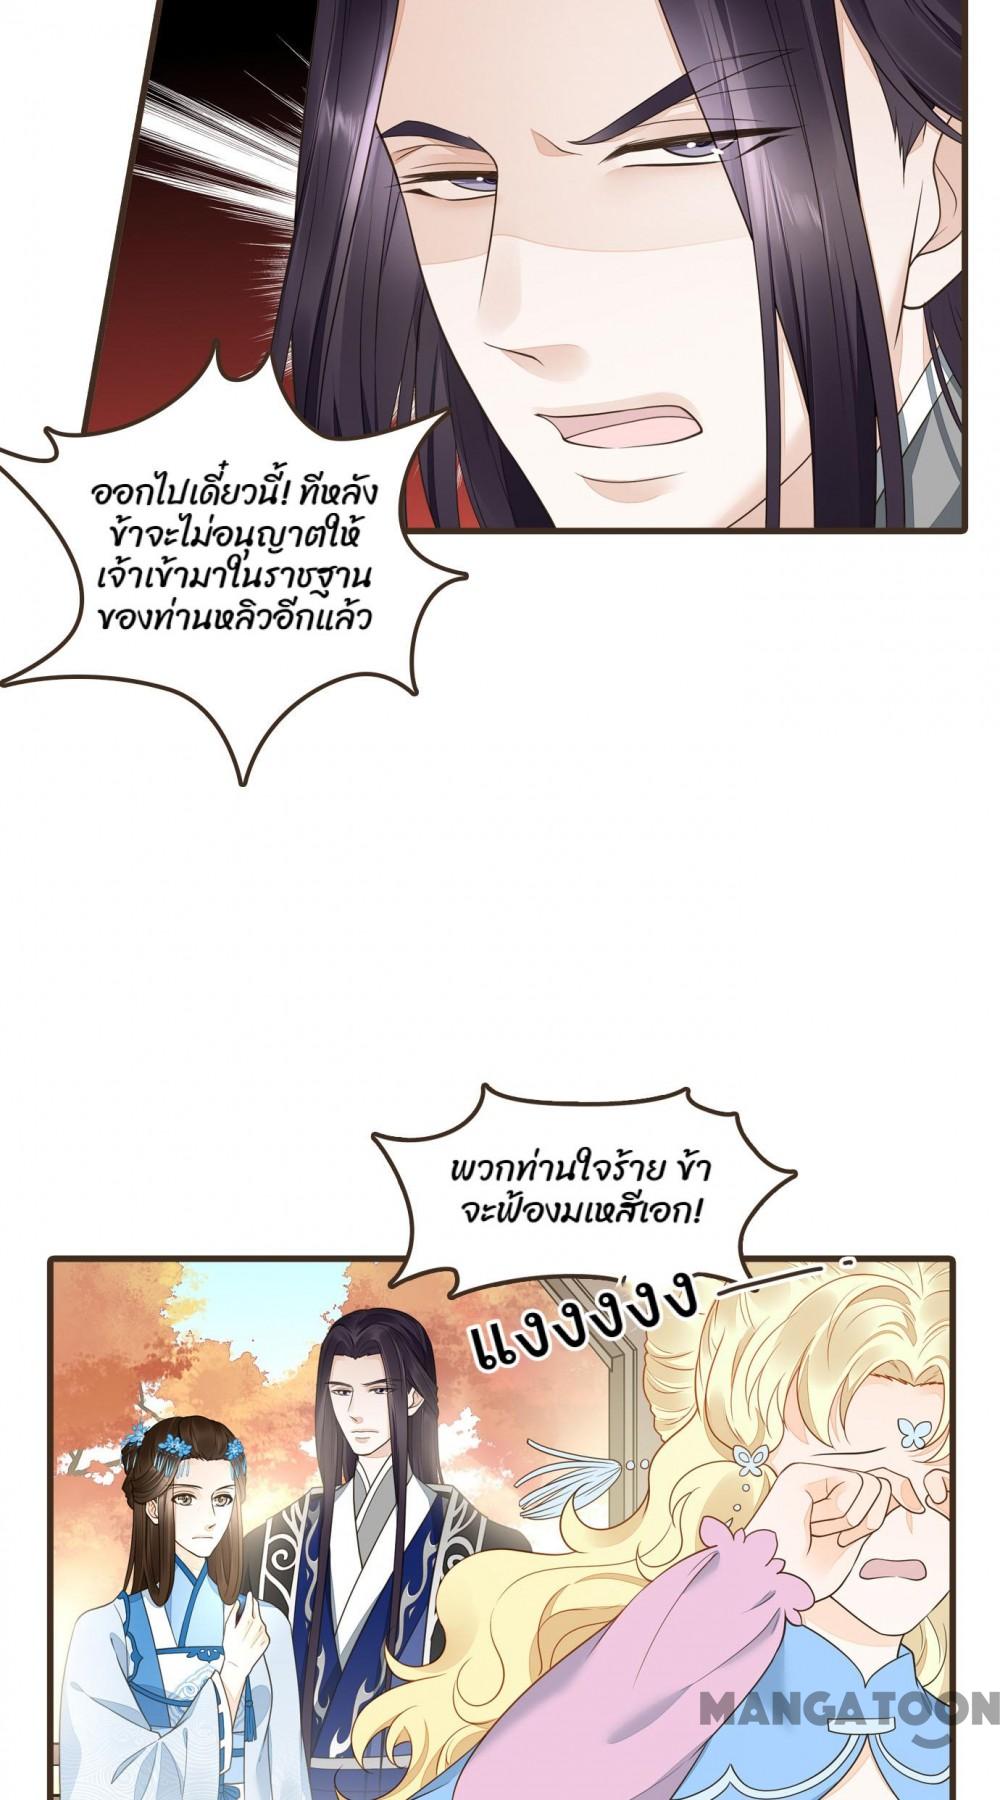 ออกไปเดี๋ยวนี้! ทีหลัง
ข้าจะไม่อนุญาตให้
เจ้าเข้ามาในราชฐาน
ของท่านหลิวอีกแล้ว
พวกท่านใจร้าย ข้า
จะฟ้องมเหสีเอก!
แงงงงง
MANGATOON